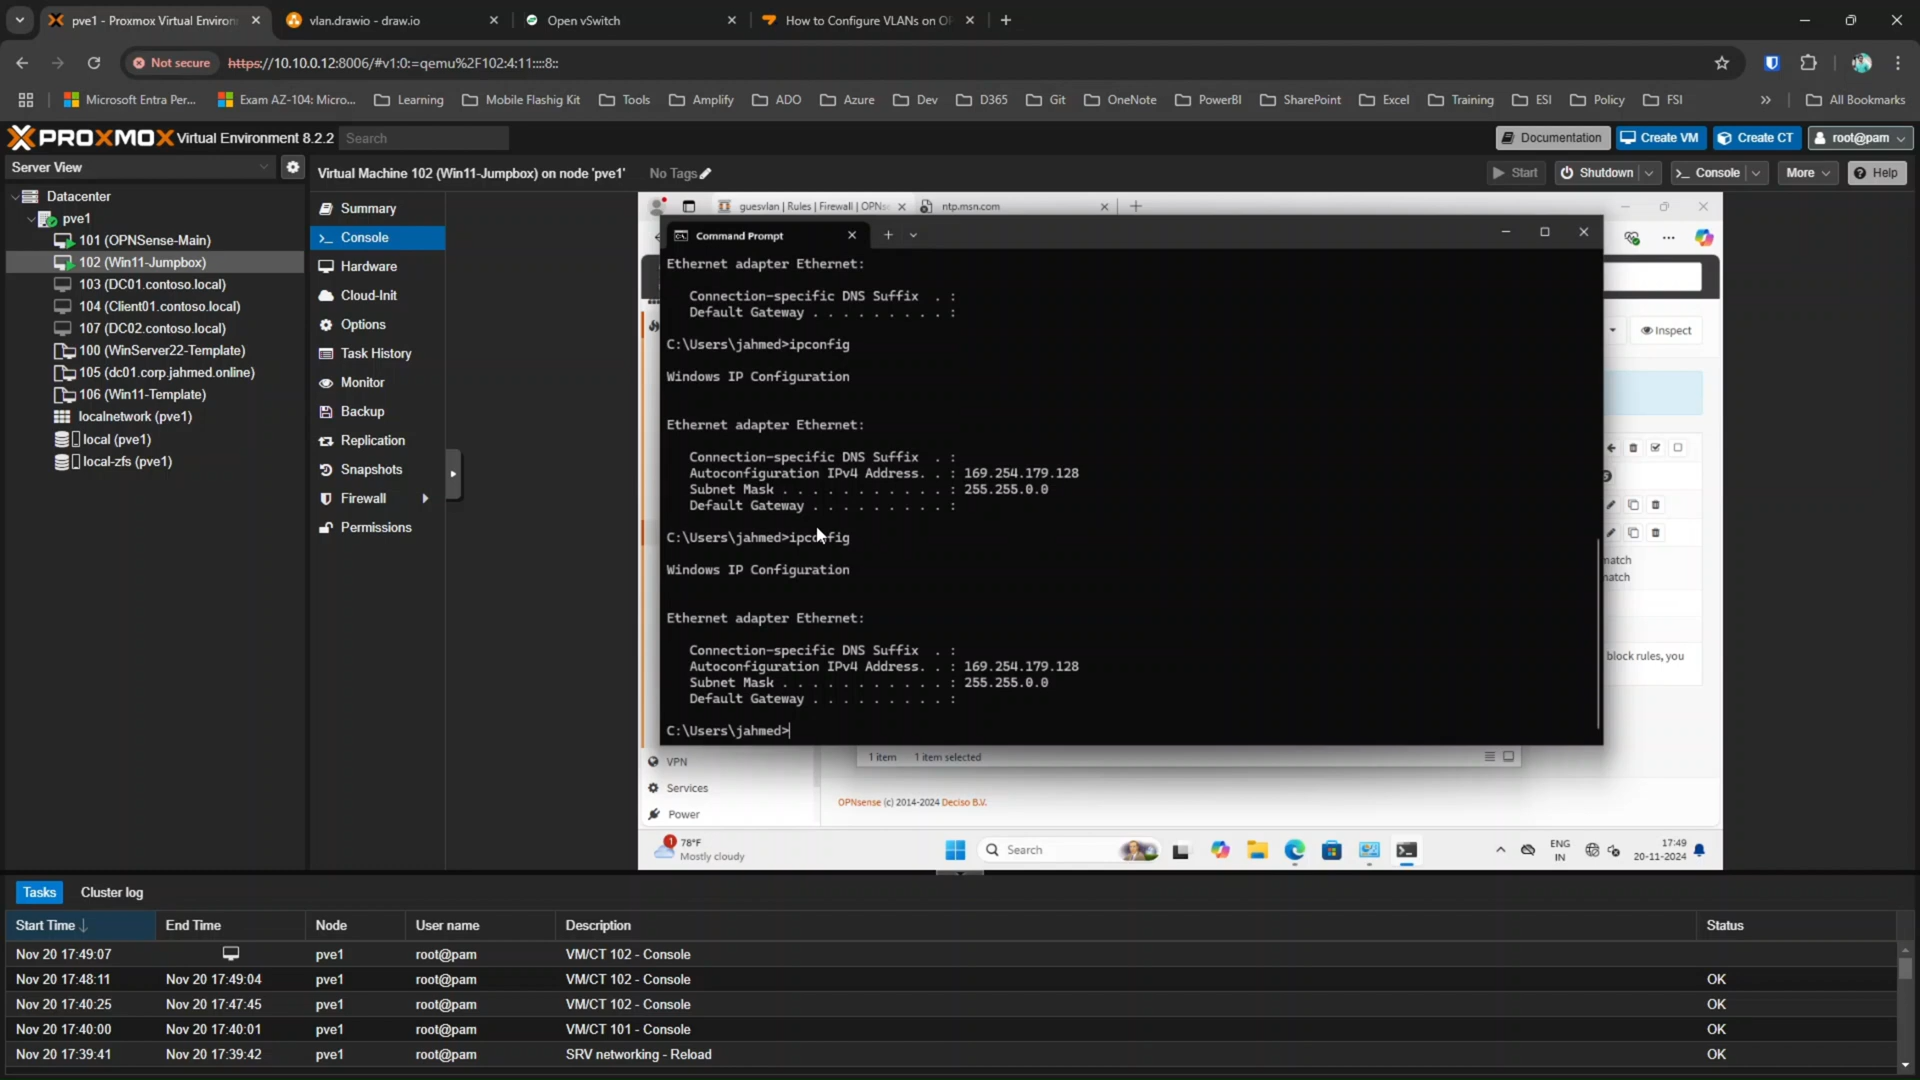 pve1 - Proxmox Virtual Environ
vlan.drawio - draw.io
Open vSwitch
How to Configure VLANs on OP
Not secure
https://10.10.0.12:8006/#v1:0:=qemu%2F102:4:11::::8::
Microsoft Entra Per...
Exam AZ-104: Micro...
Learning
Mobile Flashig Kit
Tools
Amplify
ADO
Azure
Dev
D365
Git
OneNote
PowerBI
SharePoint
Excel
Training
ESI
Policy
FSI
All Bookmarks
PROXMOX Virtual Environment 8.2.2
Search
Documentation
Create VM
Create CT
root@pam
Server View
Virtual Machine 102 (Win11-Jumpbox) on node 'pve1'
No Tags
Start
Shutdown
Console
More
Help
Datacenter
pve1
101 (OPNSense-Main)
102 (Win11-Jumpbox)
103 (DC01.contoso.local)
104 (Client01.contoso.local)
107 (DC02.contoso.local)
100 (WinServer22-Template)
105 (dc01.corp.jahmed.online)
106 (Win11-Template)
localnetwork (pve1)
local (pve1)
local-zfs (pve1)
Summary
Console
Hardware
Cloud-Init
Options
Task History
Monitor
Backup
Replication
Snapshots
Firewall
Permissions
guesvlan | Rules | Firewall | OPNse
ntp.msn.com
Command Prompt
Ethernet adapter Ethernet:
Connection-specific DNS Suffix . :
Default Gateway . . . . . . . . . :
C:\Users\jahmed>ipconfig
Windows IP Configuration
Ethernet adapter Ethernet:
Connection-specific DNS Suffix . :
Autoconfiguration IPv4 Address. . : 169.254.179.128
Subnet Mask . . . . . . . . . . . : 255.255.0.0
Default Gateway . . . . . . . . . :
C:\Users\jahmed>ipconfig
Windows IP Configuration
Ethernet adapter Ethernet:
Connection-specific DNS Suffix . :
Autoconfiguration IPv4 Address. . : 169.254.179.128
Subnet Mask . . . . . . . . . . . : 255.255.0.0
Default Gateway . . . . . . . . . :
C:\Users\jahmed>
Inspect
block rules, you
1 item
1 item selected
VPN
Services
Power
OPNsense (c) 2014-2024 Deciso B.V.
1
78°F
Mostly cloudy
Search
ENG
IN
17:49
20-11-2024
Tasks
Cluster log
Start Time
End Time
Node
User name
Description
Status
Nov 20 17:49:07
pve1
root@pam
VM/CT 102 - Console
Nov 20 17:48:11
Nov 20 17:49:04
pve1
root@pam
VM/CT 102 - Console
OK
Nov 20 17:40:25
Nov 20 17:47:45
pve1
root@pam
VM/CT 102 - Console
OK
Nov 20 17:40:00
Nov 20 17:40:01
pve1
root@pam
VM/CT 101 - Console
OK
Nov 20 17:39:41
Nov 20 17:39:42
pve1
root@pam
SRV networking - Reload
OK